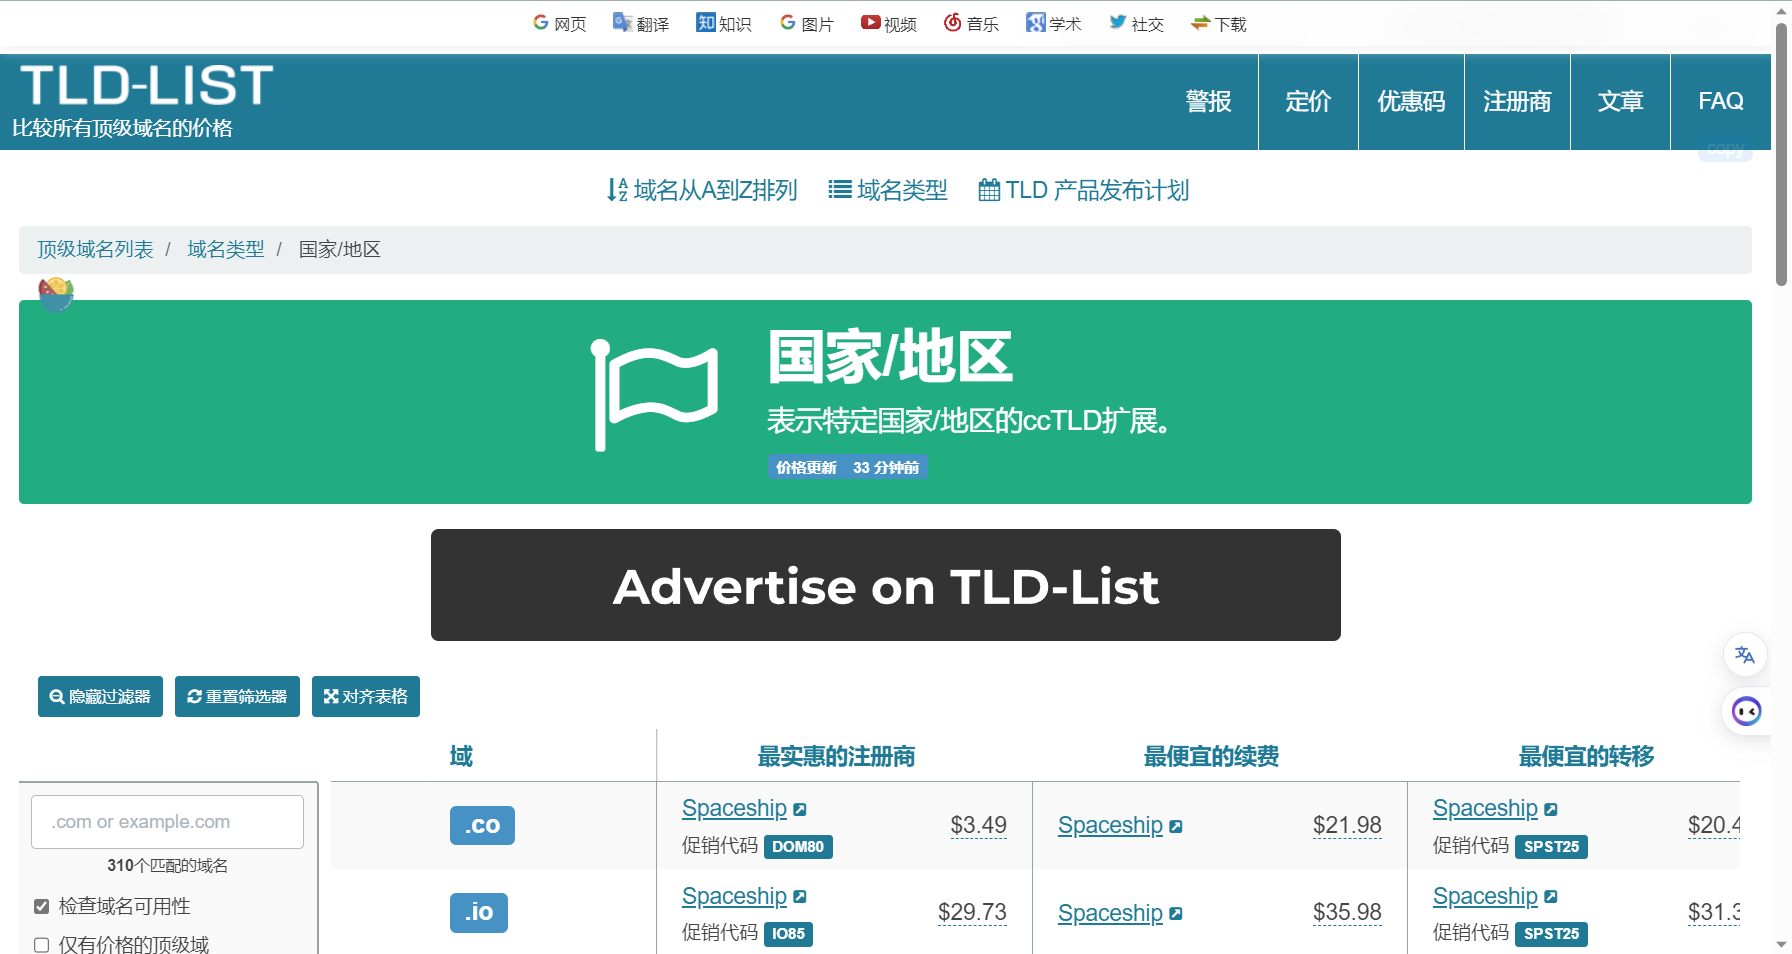 网页 翻译 知识 图片 视频 音乐 学术 社交 下载
TLD-LIST
比较所有顶级域名的价格
警报 定价 优惠码 注册商 文章 FAQ
copy
域名从A到Z排列 域名类型 TLD 产品发布计划
顶级域名列表 / 域名类型 / 国家/地区
国家/地区
表示特定国家/地区的ccTLD扩展。
价格更新 33 分钟前
Advertise on TLD-List
隐藏过滤器 重置筛选器 对齐表格
域 最实惠的注册商 最便宜的续费 最便宜的转移
.com or example.com
310个匹配的域名
检查域名可用性
仅有价格的顶级域
.co Spaceship $3.49 Spaceship $21.98 Spaceship $20.4
促销代码 DOM80 促销代码 SPST25
.io Spaceship $29.73 Spaceship $35.98 Spaceship $31.3
促销代码 IO85 促销代码 SPST25